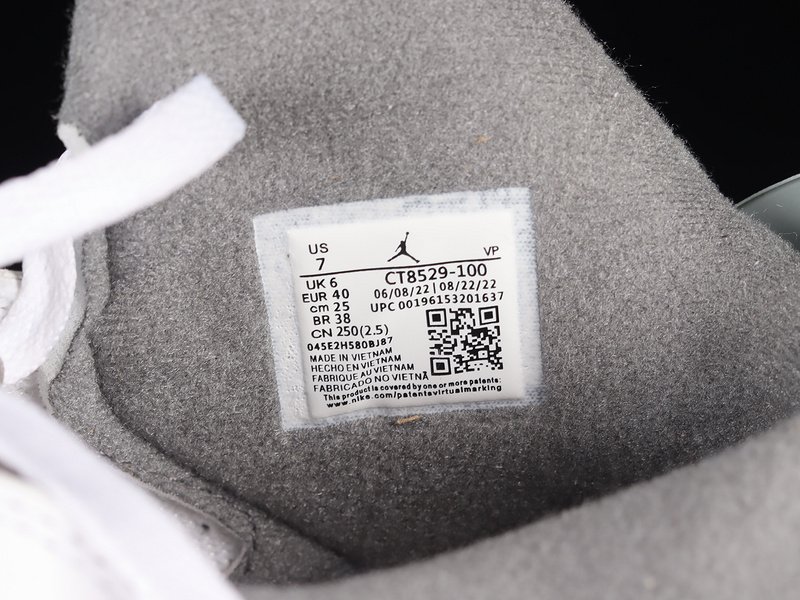 US
7
VP
UK 6
EUR 40
cm 25
BR 38
CN 250(2.5)
CT8529-100
06/08/22 | 08/22/22
UPC 00196153201637
045E2H580BJ87
MADE IN VIETNAM
HECHO EN VIETNAM
FABRIQUE AU VIETNAM
FABRICADO NO VIETNÃ
This product is covered by one or more patents:
www.nike.com/patentsvirtualmarking